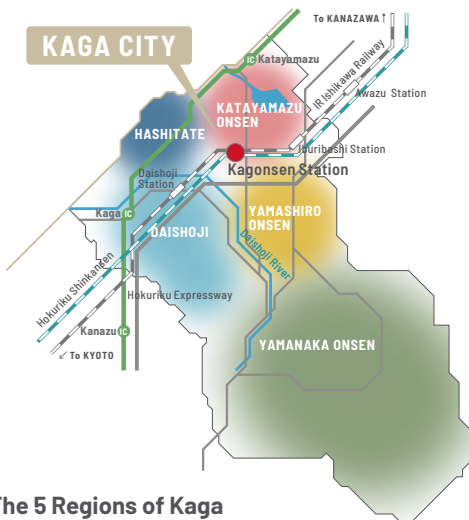 To KANAZAWA ↑
KAGA CITY
IC Katayamazu
IR Ishikawa Railway
KATAYAMAZU
ONSEN
Awazu Station
HASHITATE
Iburibashi Station
Kagaonsen Station
Daishoji
Station
YAMASHIRO
ONSEN
Kaga IC
DAISHOJI
Daishoji River
Hokuriku Shinkansen
Hokuriku Expressway
Kanazu IC
YAMANAKA ONSEN
↙ To KYOTO
The 5 Regions of Kaga